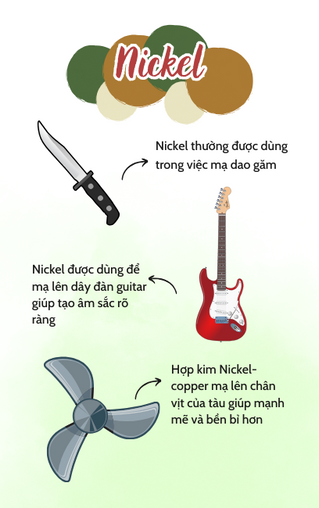 Nickel
Nickel thường được dùng
trong việc mạ dao găm
Nickel được dùng để
mạ lên dây đàn guitar
giúp tạo âm sắc rõ
ràng
Hợp kim Nickel-
copper mạ lên chân
vịt của tàu giúp mạnh
mẽ và bền bỉ hơn